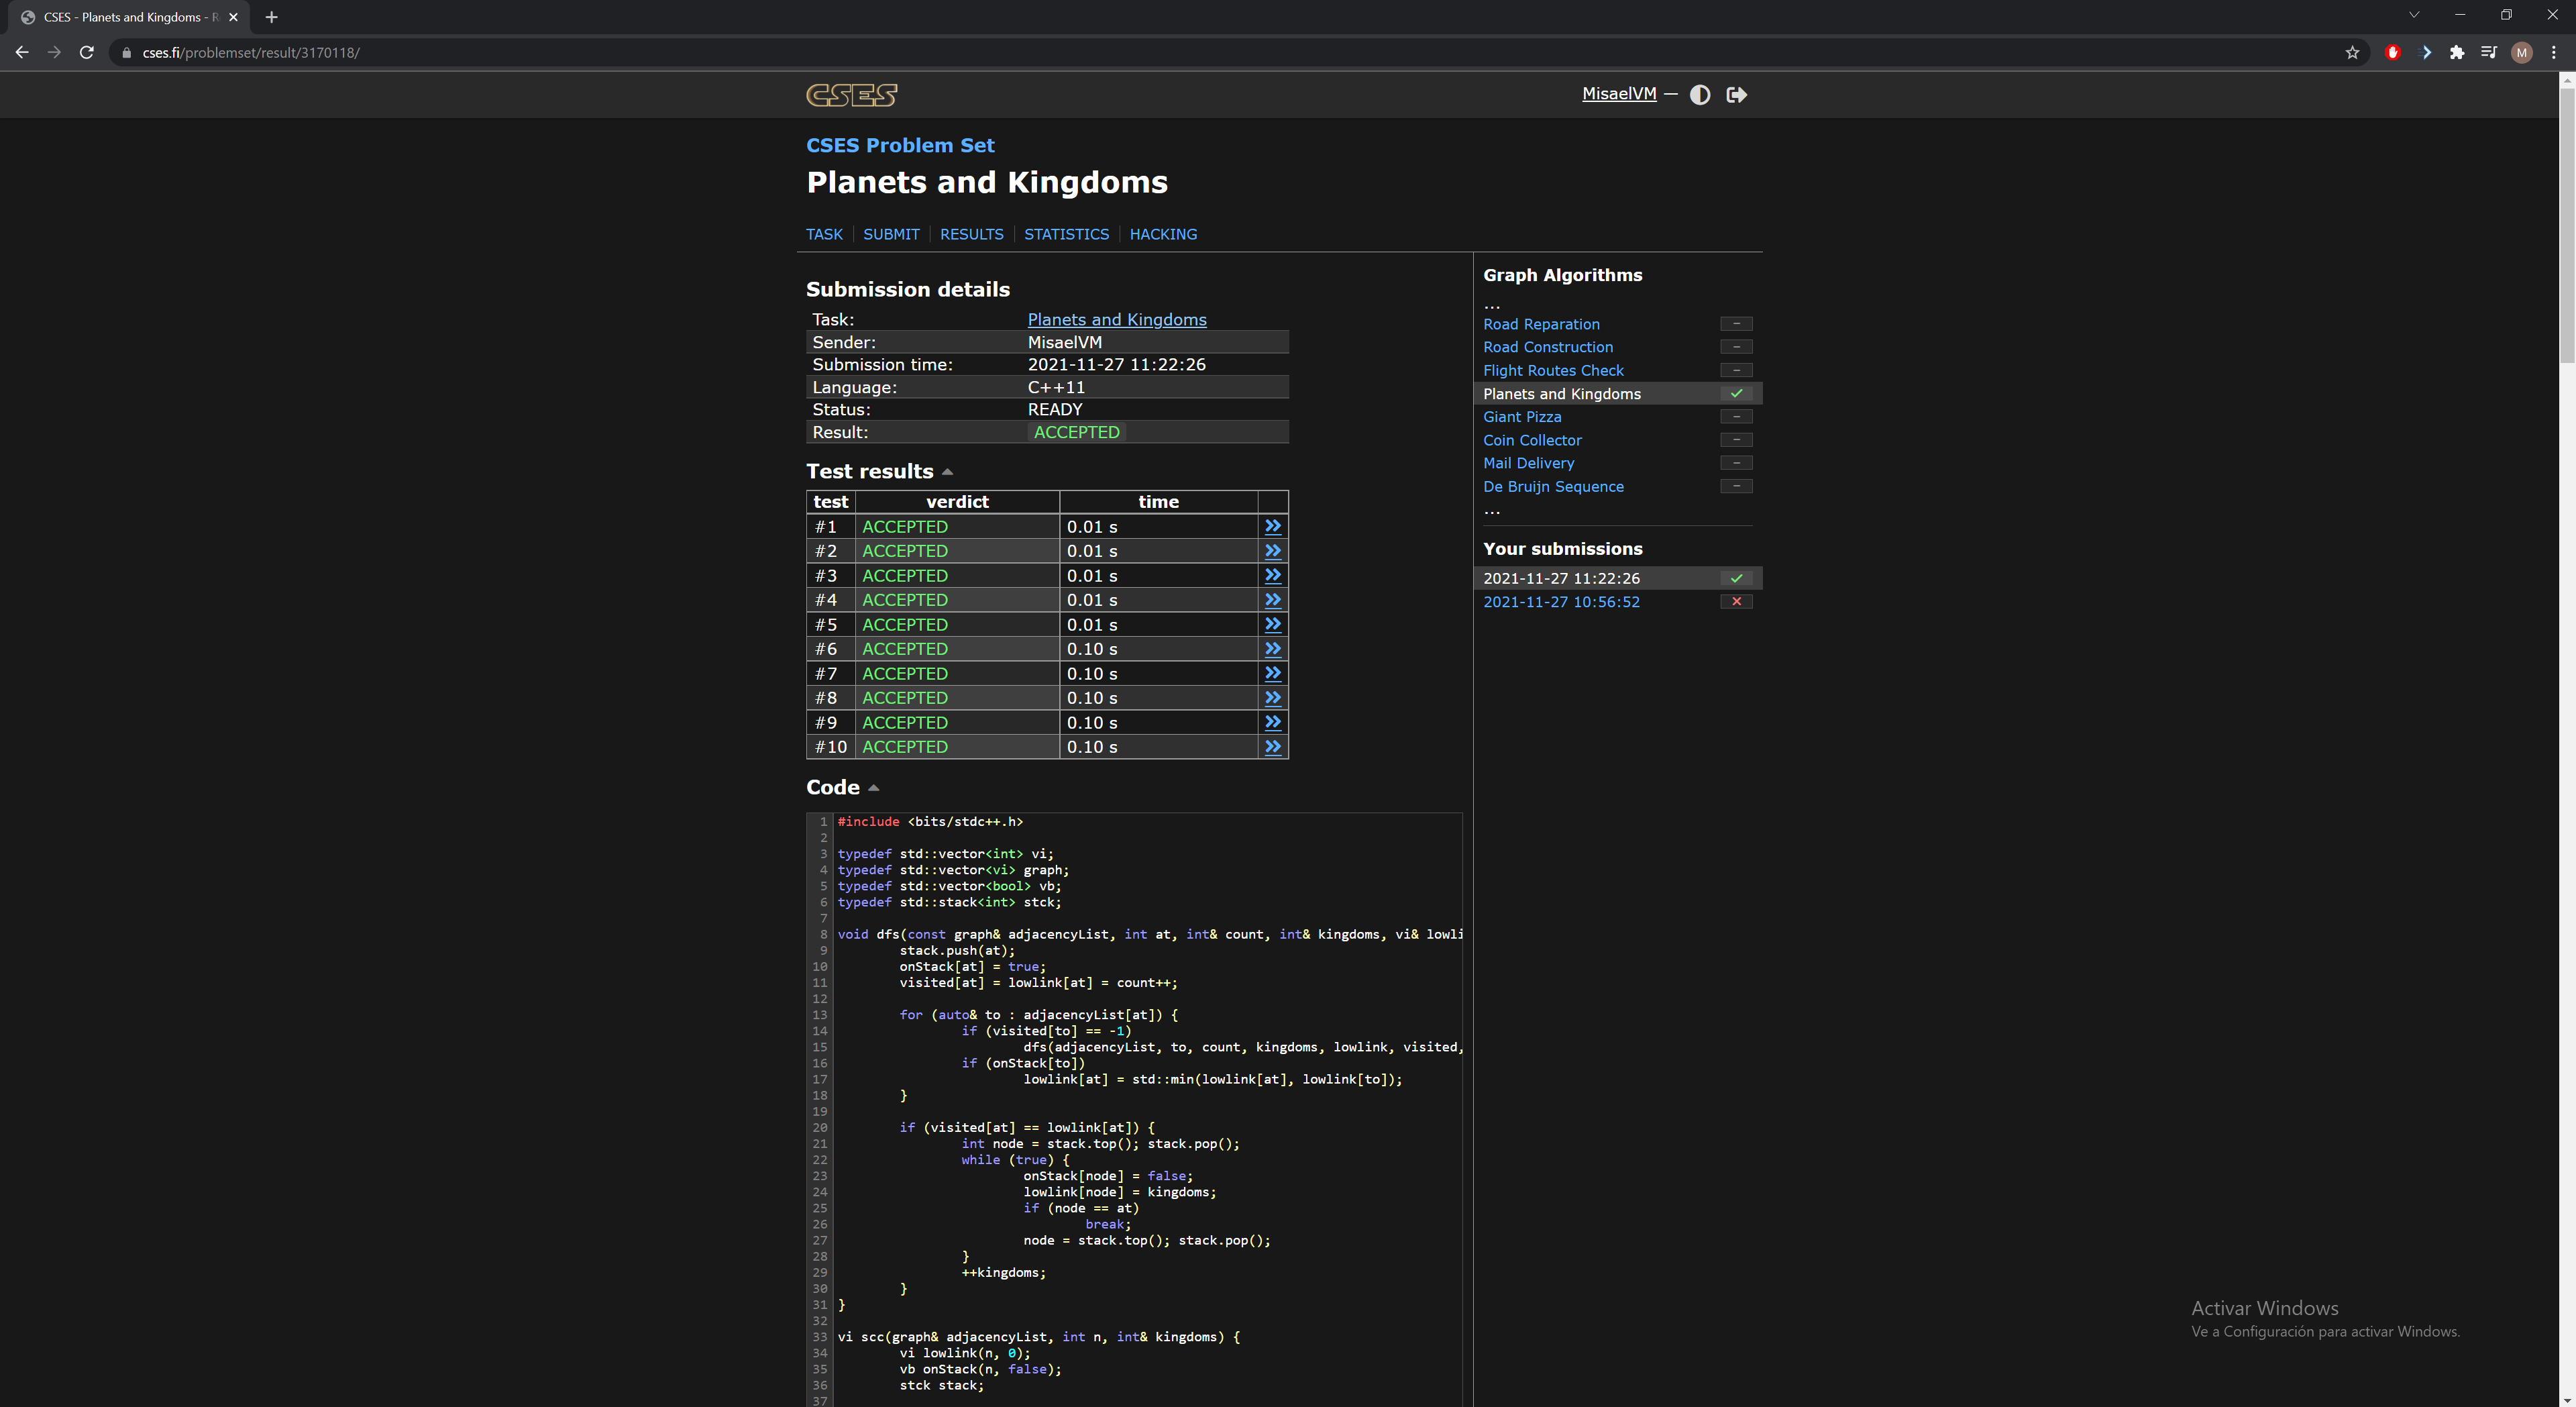 CSES - Planets and Kingdoms - R
cses.fi/problemset/result/3170118/
M
CSES
MisaelVM —
CSES Problem Set
Planets and Kingdoms
TASK SUBMIT RESULTS STATISTICS HACKING
Submission details
Task: Planets and Kingdoms
Sender: MisaelVM
Submission time: 2021-11-27 11:22:26
Language: C++11
Status: READY
Result: ACCEPTED
Test results
test verdict time
#1 ACCEPTED 0.01 s
#2 ACCEPTED 0.01 s
#3 ACCEPTED 0.01 s
#4 ACCEPTED 0.01 s
#5 ACCEPTED 0.01 s
#6 ACCEPTED 0.10 s
#7 ACCEPTED 0.10 s
#8 ACCEPTED 0.10 s
#9 ACCEPTED 0.10 s
#10 ACCEPTED 0.10 s
Code
1 #include <bits/stdc++.h>
2
3 typedef std::vector<int> vi;
4 typedef std::vector<vi> graph;
5 typedef std::vector<bool> vb;
6 typedef std::stack<int> stck;
7
8 void dfs(const graph& adjacencyList, int at, int& count, int& kingdoms, vi& lowli
9 stack.push(at);
10 onStack[at] = true;
11 visited[at] = lowlink[at] = count++;
12
13 for (auto& to : adjacencyList[at]) {
14 if (visited[to] == -1)
15 dfs(adjacencyList, to, count, kingdoms, lowlink, visited,
16 if (onStack[to])
17 lowlink[at] = std::min(lowlink[at], lowlink[to]);
18 }
19
20 if (visited[at] == lowlink[at]) {
21 int node = stack.top(); stack.pop();
22 while (true) {
23 onStack[node] = false;
24 lowlink[node] = kingdoms;
25 if (node == at)
26 break;
27 node = stack.top(); stack.pop();
28 }
29 ++kingdoms;
30 }
31 }
32
33 vi scc(graph& adjacencyList, int n, int& kingdoms) {
34 vi lowlink(n, 0);
35 vb onStack(n, false);
36 stck stack;
37
Graph Algorithms
...
Road Reparation –
Road Construction –
Flight Routes Check –
Planets and Kingdoms
Giant Pizza –
Coin Collector –
Mail Delivery –
De Bruijn Sequence –
...
Your submissions
2021-11-27 11:22:26
2021-11-27 10:56:52
Activar Windows
Ve a Configuración para activar Windows.